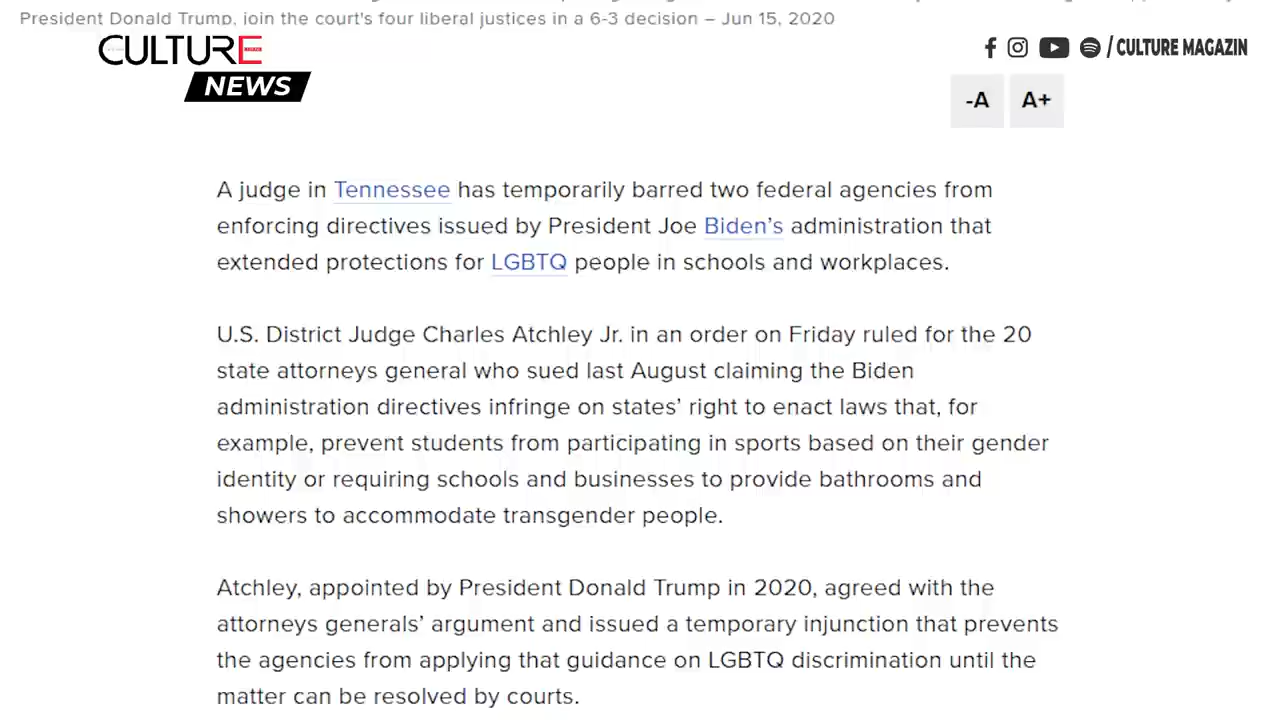 President Donald Trump, join the court's four liberal justices in a 6-3 decision – Jun 15, 2020
CULTURE
NEWS
/ CULTURE MAGAZIN
-A A+
A judge in Tennessee has temporarily barred two federal agencies from
enforcing directives issued by President Joe Biden’s administration that
extended protections for LGBTQ people in schools and workplaces.
U.S. District Judge Charles Atchley Jr. in an order on Friday ruled for the 20
state attorneys general who sued last August claiming the Biden
administration directives infringe on states’ right to enact laws that, for
example, prevent students from participating in sports based on their gender
identity or requiring schools and businesses to provide bathrooms and
showers to accommodate transgender people.
Atchley, appointed by President Donald Trump in 2020, agreed with the
attorneys generals’ argument and issued a temporary injunction that prevents
the agencies from applying that guidance on LGBTQ discrimination until the
matter can be resolved by courts.